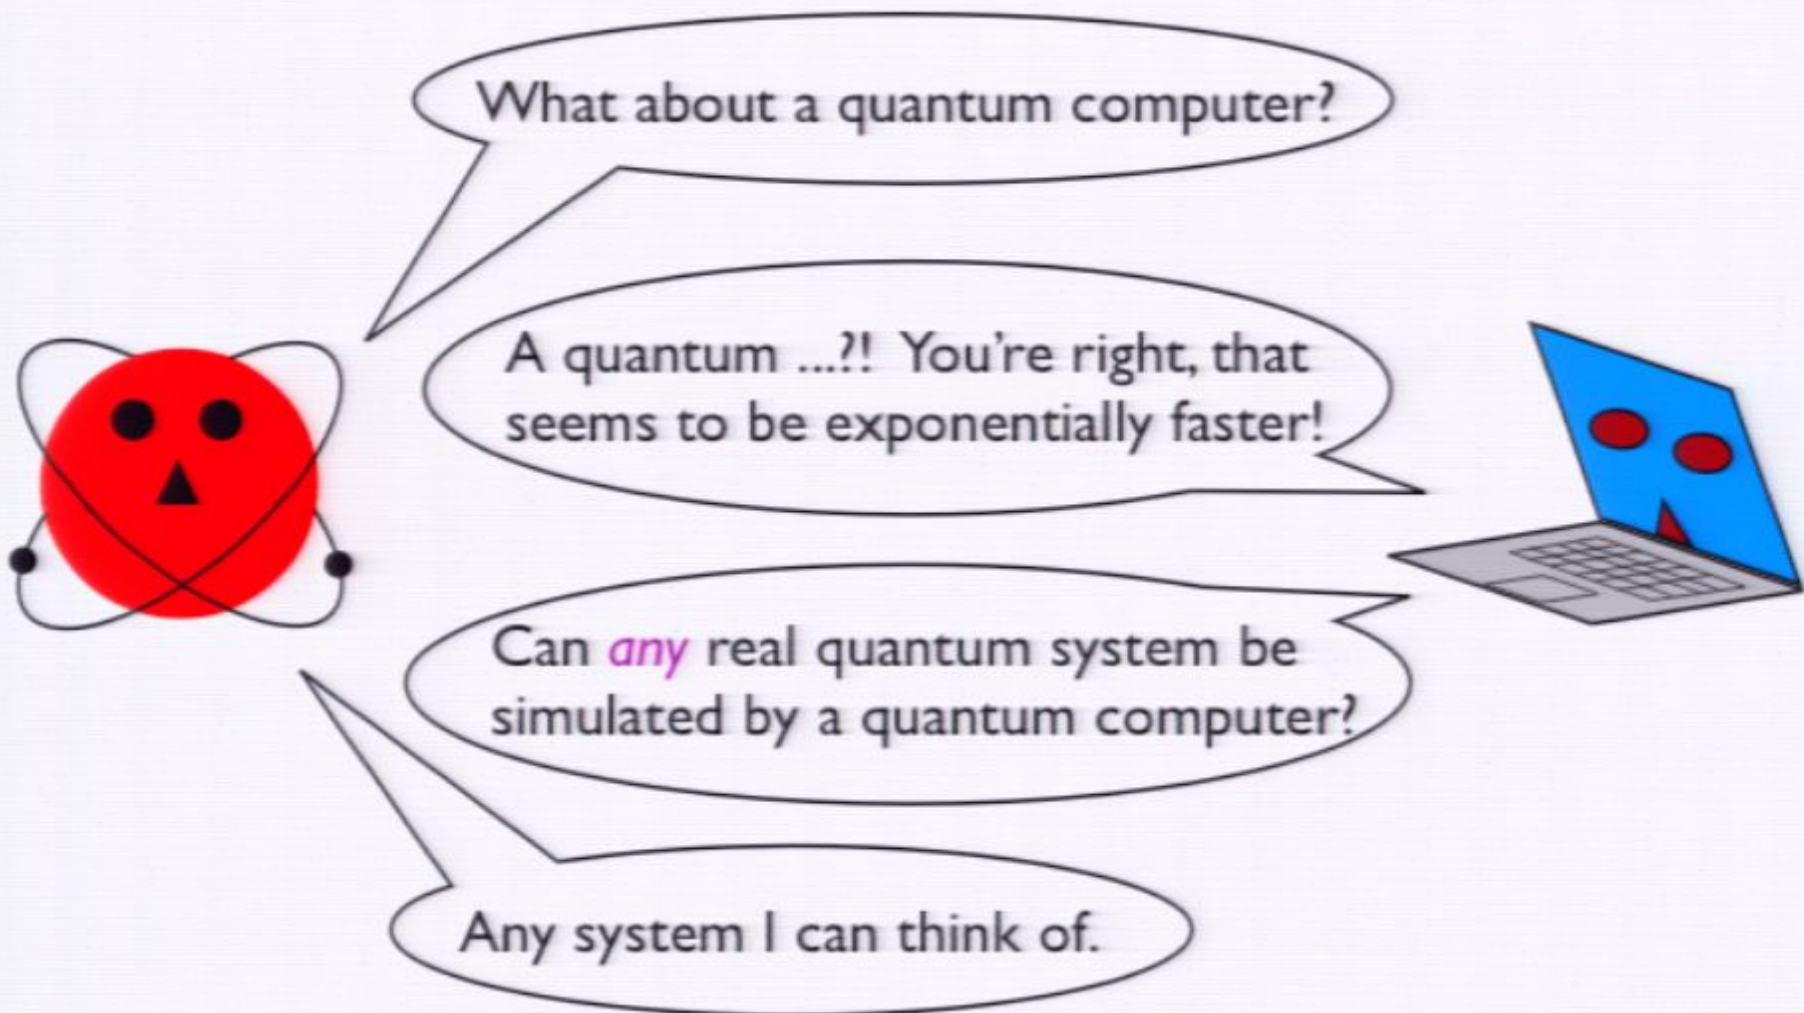 What about a quantum computer?
A quantum ...?! You're right, that
seems to be exponentially faster!
Can any real quantum system be
simulated by a quantum computer?
Any system I can think of.